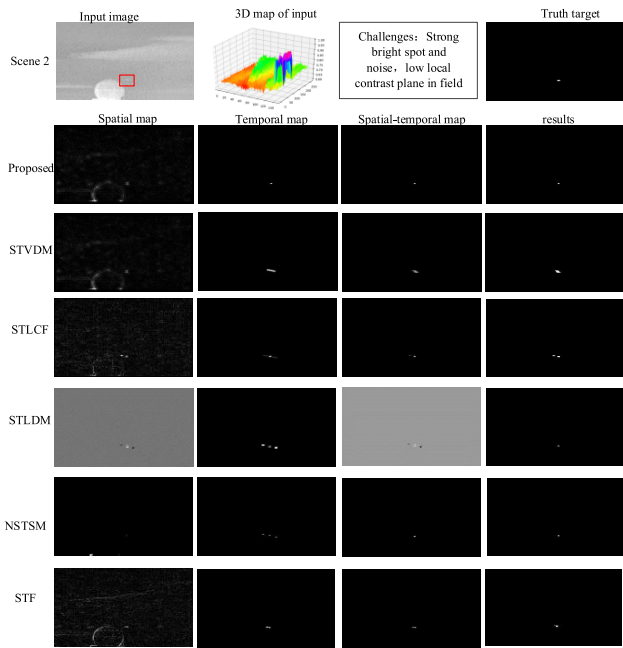 Input image
3D map of input
Truth target
Scene 2
Challenges: Strong
bright spot and
noise, low local
contrast plane in field
Spatial map
Temporal map
Spatial-temporal map
results
Proposed
STVDM
STLCF
STLDM
NSTSM
STF